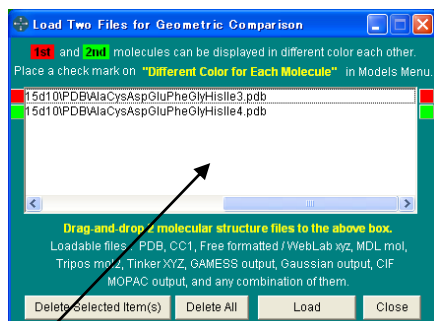 Load Two Files for Geometric Comparison
1st and 2nd molecules can be displayed in different color each other.
Place a check mark on "Different Color for Each Molecule" in Models Menu.
15d10\PDB\AlaCysAspGluPheGlyHisIle3.pdb
15d10\PDB\AlaCysAspGluPheGlyHisIle4.pdb
Drag-and-drop 2 molecular structure files to the above box.
Loadable files : PDB, CC1, Free formatted / WebLab xyz, MDL mol,
Tripos mol2, Tinker XYZ, GAMESS output, Gaussian output, CIF
MOPAC output, and any combination of them.
Delete Selected Item(s) Delete All Load Close